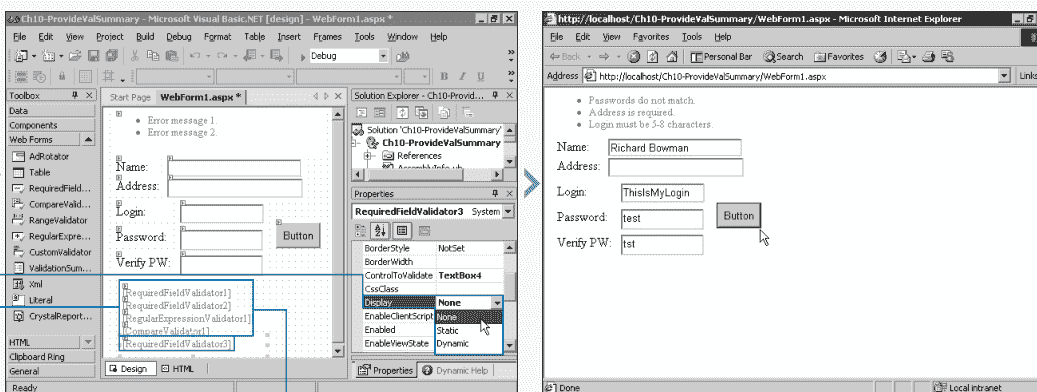 Ch10-ProvideValSummary - Microsoft Visual Basic.NET [design] - WebForm1.aspx *
File Edit View Project Build Debug Format Table Insert Frames Tools Window Help
Debug
B I U
Toolbox
Data
Components
Web Forms
AdRotator
Table
RequiredField...
CompareValid...
RangeValidator
RegularExpre...
CustomValidator
ValidationSum...
Xml
Literal
CrystalReport...
HTML
Clipboard Ring
General
Start Page WebForm1.aspx *
Error message 1.
Error message 2.
Name:
Address:
Login:
Password:
Button
Verify PW:
[RequiredFieldValidator1]
[RequiredFieldValidator2]
[RegularExpressionValidator1]
[CompareValidator1]
[RequiredFieldValidator3]
Design HTML
Solution Explorer - Ch10-Provid...
Solution 'Ch10-ProvideValSummary'
Ch10-ProvideValSummary
References
AssemblyInfo.vb
Properties
RequiredFieldValidator3 System
BorderStyle NotSet
BorderWidth
ControlToValidate TextBox4
CssClass
Display None
EnableClientScript None
Enabled Static
EnableViewState Dynamic
Properties Dynamic Help
Ready
http://localhost/Ch10-ProvideValSummary/WebForm1.aspx - Microsoft Internet Explorer
File Edit View Favorites Tools Help
Back Personal Bar Search Favorites
Address http://localhost/Ch10-ProvideValSummary/WebForm1.aspx Links
Passwords do not match.
Address is required.
Login must be 5-8 characters.
Name: Richard Bowman
Address:
Login: ThisIsMyLogin
Password: test Button
Verify PW: tst
Done Local intranet